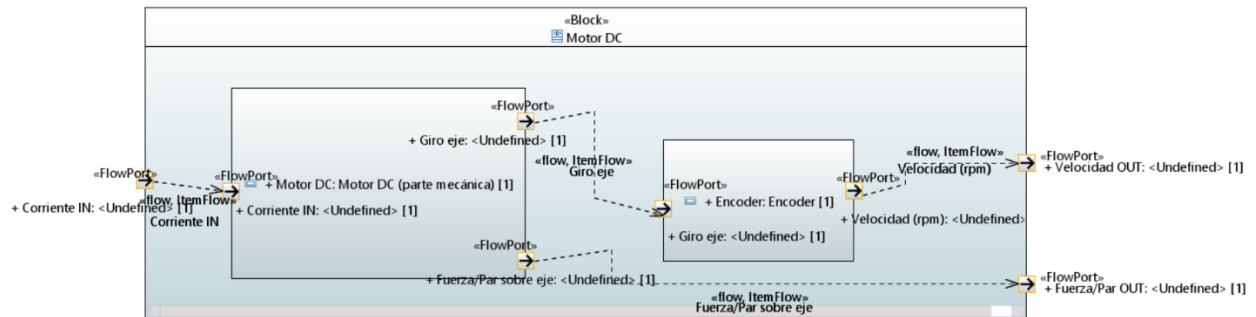 «Block»
Motor DC
«FlowPort»
+ Giro eje: <Undefined> [1]
«flow, ItemFlow»
Giro eje
«flow, ItemFlow»
Velocidad (rpm)
«FlowPort»
+ Velocidad OUT: <Undefined> [1]
«FlowPort»
+ Corriente IN: <Undefined> [1]
«flow, ItemFlow»
Corriente IN
«FlowPort»
+ Motor DC: Motor DC (parte mecánica) [1]
+ Corriente IN: <Undefined> [1]
«FlowPort»
+ Encoder: Encoder [1]
+ Giro eje: <Undefined> [1]
«FlowPort»
+ Velocidad (rpm): <Undefined>
«FlowPort»
+ Fuerza/Par sobre eje: <Undefined> [1]
«flow, ItemFlow»
Fuerza/Par sobre eje
«FlowPort»
+ Fuerza/Par OUT: <Undefined> [1]